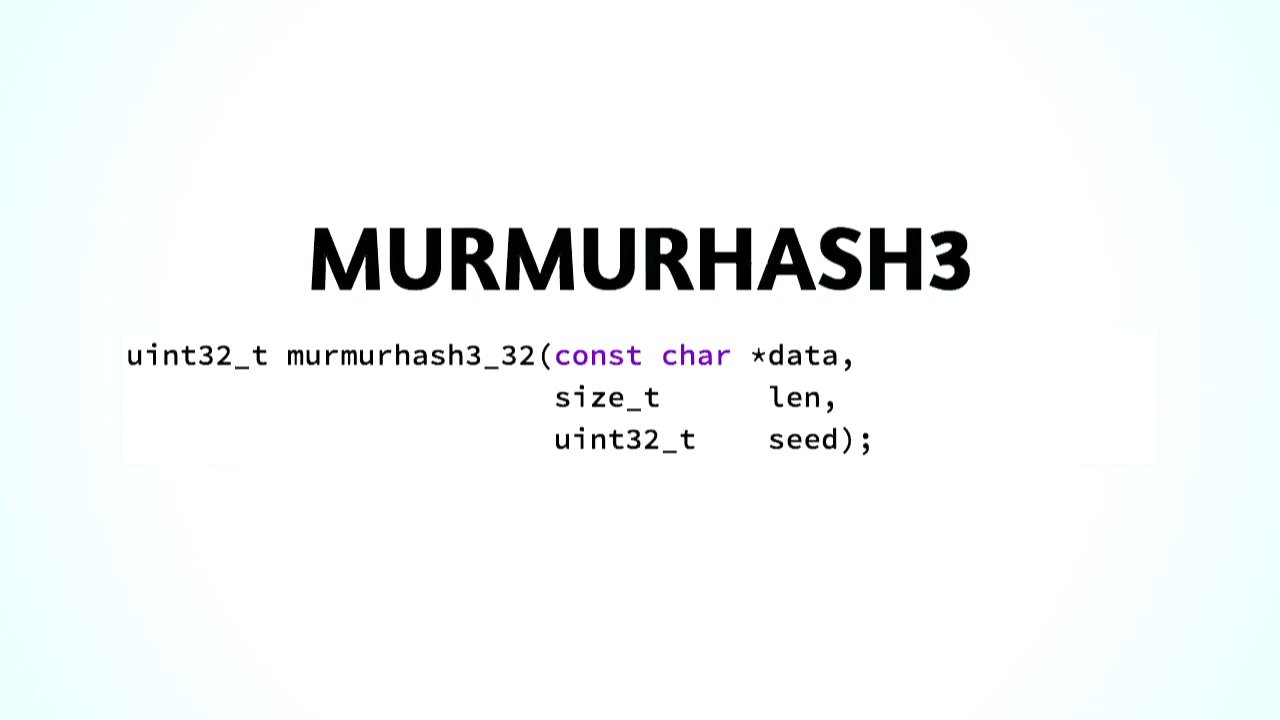 MURMURHASH3
uint32_t murmurhash3_32(const char *data,
size_t len,
uint32_t seed);